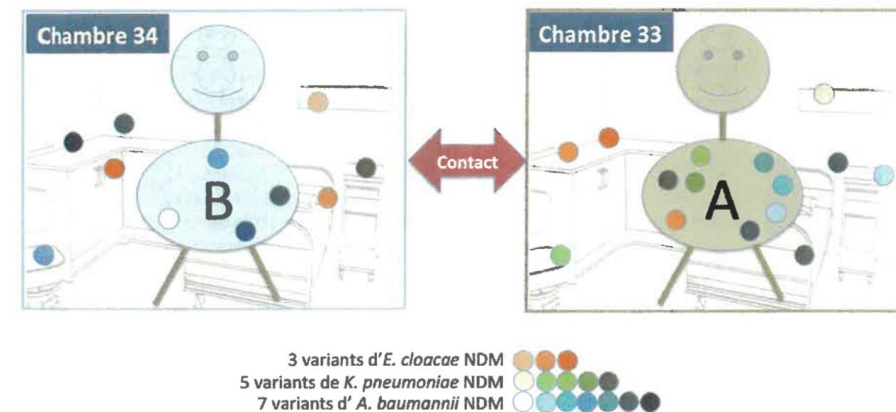 Chambre 34
Chambre 33
Contact
B
A
3 variants d'E. cloacae NDM
5 variants de K. pneumoniae NDM
7 variants d' A. baumannii NDM